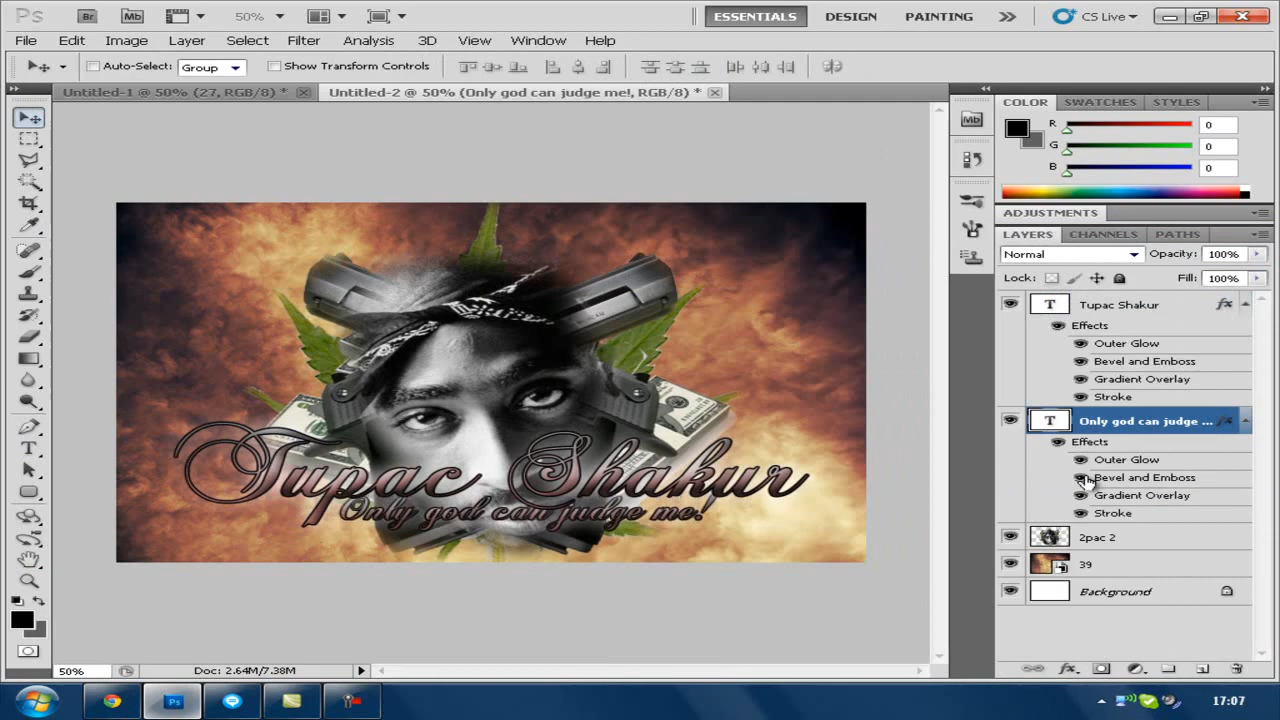 Ps Br Mb 50% ESSENTIALS DESIGN PAINTING CS Live
File Edit Image Layer Select Filter Analysis 3D View Window Help
Auto-Select: Group Show Transform Controls
Untitled-1 @ 50% (27, RGB/8) * Untitled-2 @ 50% (Only god can judge me!, RGB/8) *
Mb
COLOR SWATCHES STYLES
R 0
G 0
B 0
ADJUSTMENTS
LAYERS CHANNELS PATHS
Normal Opacity: 100%
Lock: Fill: 100%
T Tupac Shakur fx
Effects
Outer Glow
Bevel and Emboss
Gradient Overlay
Stroke
T Only god can judge ... fx
Effects
Outer Glow
Bevel and Emboss
Gradient Overlay
Stroke
2pac 2
39
Background
Tupac Shakur
Only god can judge me!
50% Doc: 2.64M/7.38M
Ps 17:07